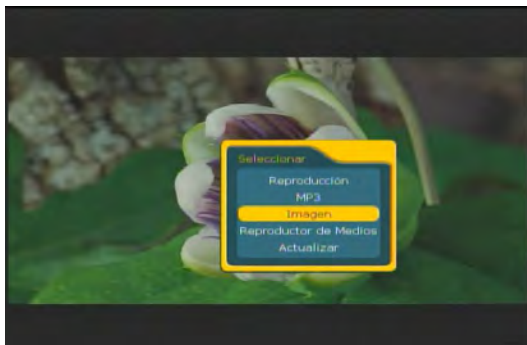 Seleccionar
Reproducción
MP3
Imagen
Reproductor de Medios
Actualizar